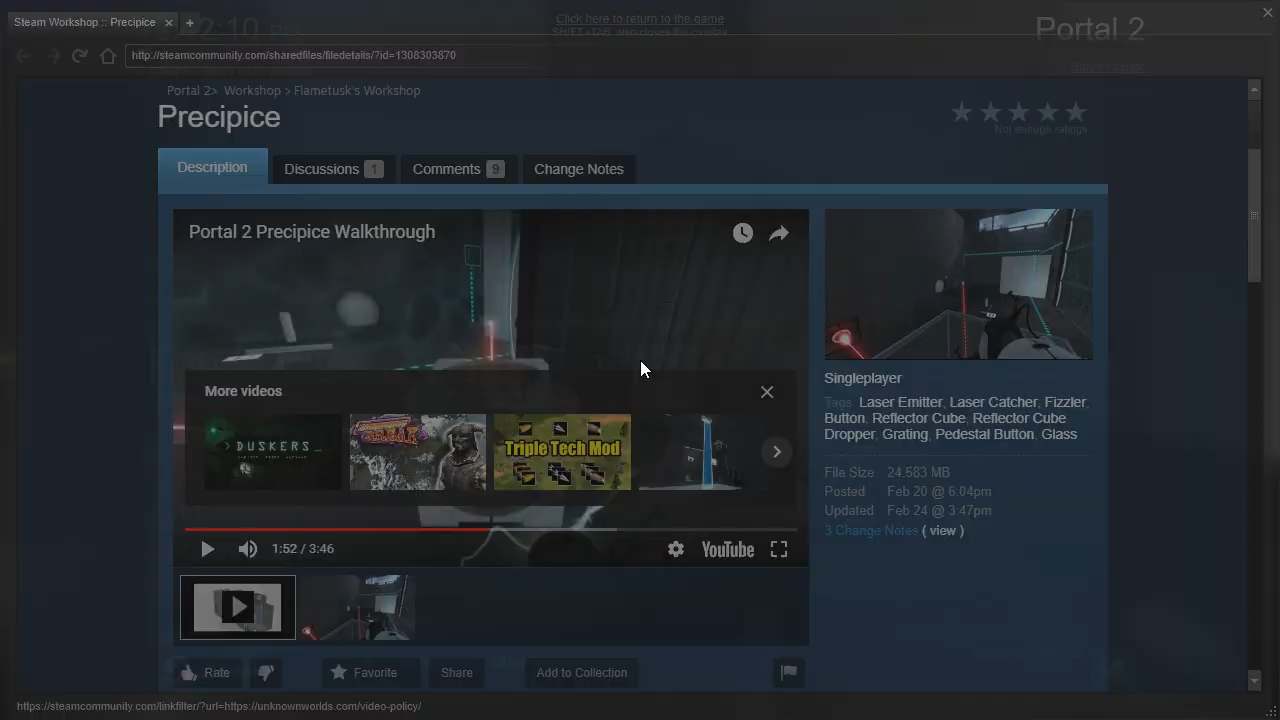 Steam Workshop :: Precipice
Click here to return to the game
Portal 2
http://steamcommunity.com/sharedfiles/filedetails/?id=1308303870
Portal 2> Workshop > Flametusk's Workshop
Precipice
Not enough ratings
Description
Discussions 1
Comments 9
Change Notes
Portal 2 Precipice Walkthrough
More videos
> DUSKERS_
Triple Tech Mod
1:52 / 3:46
YouTube
Singleplayer
Tags: Laser Emitter, Laser Catcher, Fizzler,
Button, Reflector Cube, Reflector Cube
Dropper, Grating, Pedestal Button, Glass
File Size 24.583 MB
Posted Feb 20 @ 6:04pm
Updated Feb 24 @ 3:47pm
3 Change Notes ( view )
Rate
Favorite
Share
Add to Collection
https://steamcommunity.com/linkfilter/?url=https://unknownworlds.com/video-policy/